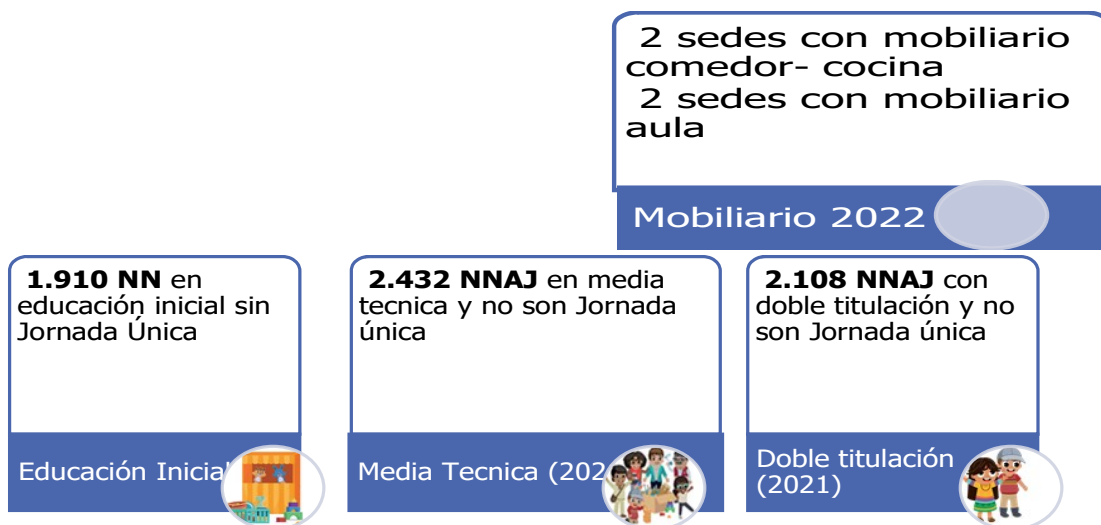 2 sedes con mobiliario
comedor- cocina
2 sedes con mobiliario
aula
Mobiliario 2022
1.910 NN en
educación inicial sin
Jornada Única
Educación Inicial
2.432 NNAJ en media
tecnica y no son Jornada
única
Media Tecnica (202
2.108 NNAJ con
doble titulación y no
son Jornada única
Doble titulación
(2021)